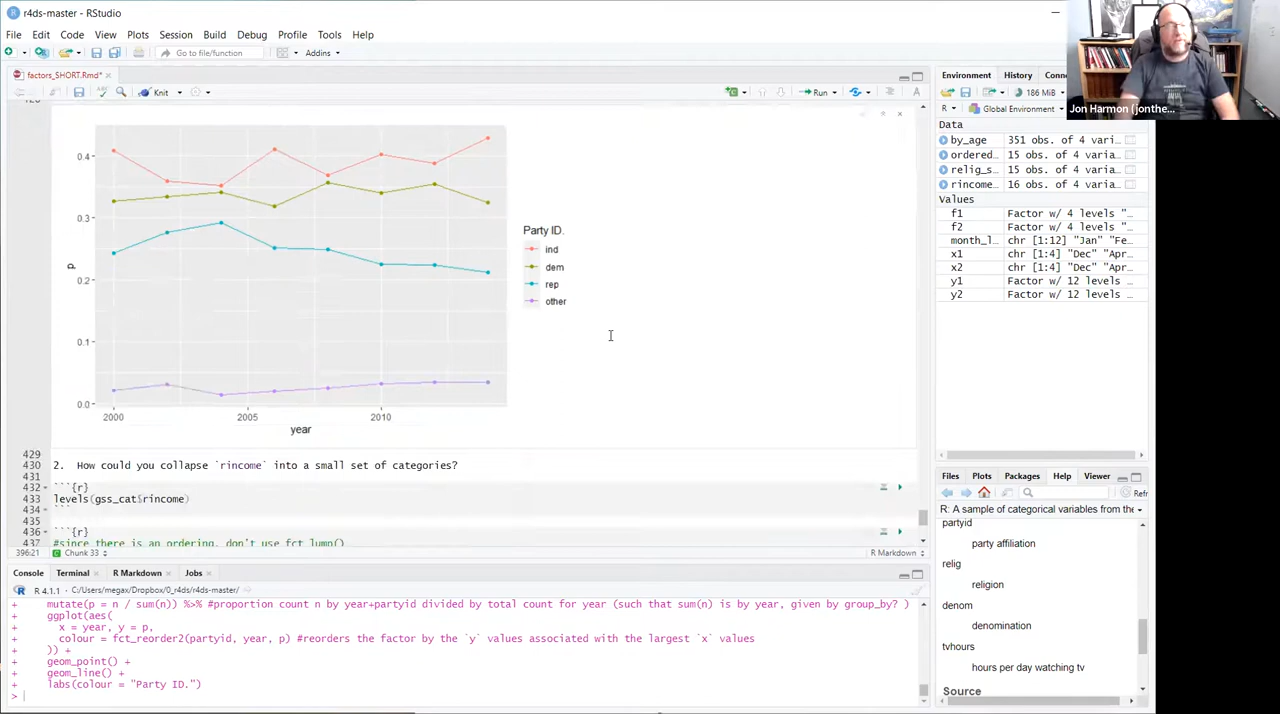 r4ds-master - RStudio
File Edit Code View Plots Session Build Debug Profile Tools Help
Go to file/function Addins
factors_SHORT.Rmd*
Knit Run
0.4
0.3
0.2
0.1
0.0
p
2000 2005 2010
year
Party ID.
ind
dem
rep
other
429
430 2. How could you collapse `rincome` into a small set of categories?
431
432 ```{r}
433 levels(gss_cat$rincome)
434 ```
435
436 ```{r}
437 #since there is an ordering, don't use fct_lump()
396:21 Chunk 33 R Markdown
Console Terminal R Markdown Jobs
R 4.1.1 · C:/Users/megax/Dropbox/0_r4ds/r4ds-master/
+ mutate(p = n / sum(n)) %>% #proportion count n by year+partyid divided by total count for year (such that sum(n) is by year, given by group_by? )
+ ggplot(aes(
+ x = year, y = p,
+ colour = fct_reorder2(partyid, year, p) #reorders the factor by the `y` values associated with the largest `x` values
+ )) +
+ geom_point() +
+ geom_line() +
+ labs(colour = "Party ID.")
>
Environment History Conn
186 MiB
R Global Environment
Data
by_age 351 obs. of 4 varia…
ordered… 15 obs. of 4 varia…
relig_s… 15 obs. of 4 varia…
rincome… 16 obs. of 4 varia…
Values
f1 Factor w/ 4 levels "…
f2 Factor w/ 4 levels "…
month_l… chr [1:12] "Jan" "Fe…
x1 chr [1:4] "Dec" "Apr…
x2 chr [1:4] "Dec" "Apr…
y1 Factor w/ 12 levels …
y2 Factor w/ 12 levels …
Files Plots Packages Help Viewer
Refr
R: A sample of categorical variables from the
partyid
party affiliation
relig
religion
denom
denomination
tvhours
hours per day watching tv
Source
Jon Harmon (jonthe...